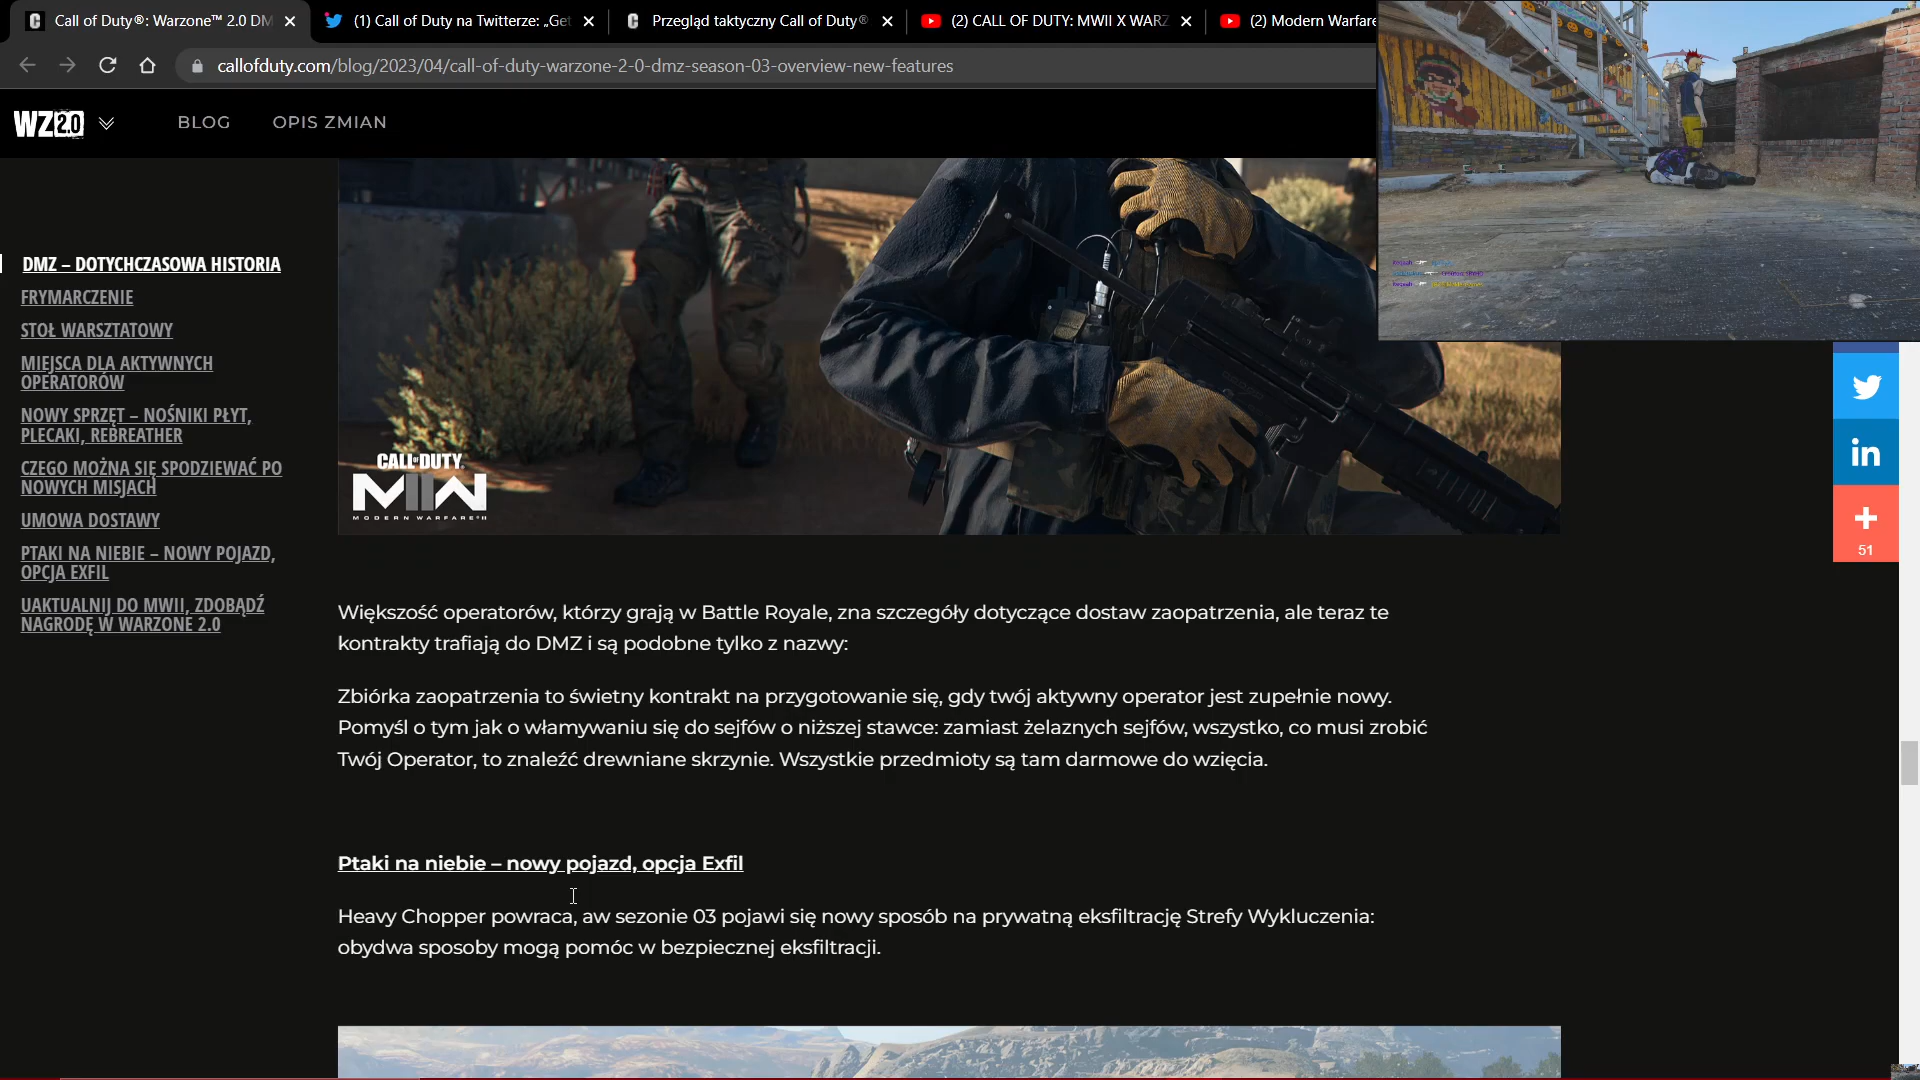 Call of Duty®: Warzone™ 2.0 DM
(1) Call of Duty na Twitterze: „Get
Przegląd taktyczny Call of Duty®
(2) CALL OF DUTY: MWII X WARZ
(2) Modern Warfare
callofduty.com/blog/2023/04/call-of-duty-warzone-2-0-dmz-season-03-overview-new-features
WZ2.0
BLOG
OPIS ZMIAN
DMZ – DOTYCHCZASOWA HISTORIA
FRYMARCZENIE
STOŁ WARSZTATOWY
MIEJSCA DLA AKTYWNYCH
OPERATORÓW
NOWY SPRZĘT – NOŚNIKI PŁYT,
PLECAKI, REBREATHER
CZEGO MOŻNA SIĘ SPODZIEWAĆ PO
NOWYCH MISJACH
UMOWA DOSTAWY
PTAKI NA NIEBIE – NOWY POJAZD,
OPCJA EXFIL
UAKTUALNIJ DO MWII, ZDOBĄDŹ
NAGRODĘ W WARZONE 2.0
CALL OF DUTY
MWII
MODERN WARFARE II
Większość operatorów, którzy grają w Battle Royale, zna szczegóły dotyczące dostaw zaopatrzenia, ale teraz te
kontrakty trafiają do DMZ i są podobne tylko z nazwy:
Zbiórka zaopatrzenia to świetny kontrakt na przygotowanie się, gdy twój aktywny operator jest zupełnie nowy.
Pomyśl o tym jak o włamywaniu się do sejfów o niższej stawce: zamiast żelaznych sejfów, wszystko, co musi zrobić
Twój Operator, to znaleźć drewniane skrzynie. Wszystkie przedmioty są tam darmowe do wzięcia.
Ptaki na niebie – nowy pojazd, opcja Exfil
Heavy Chopper powraca, aw sezonie 03 pojawi się nowy sposób na prywatną eksfiltrację Strefy Wykluczenia:
obydwa sposoby mogą pomóc w bezpiecznej eksfiltracji.
in
51